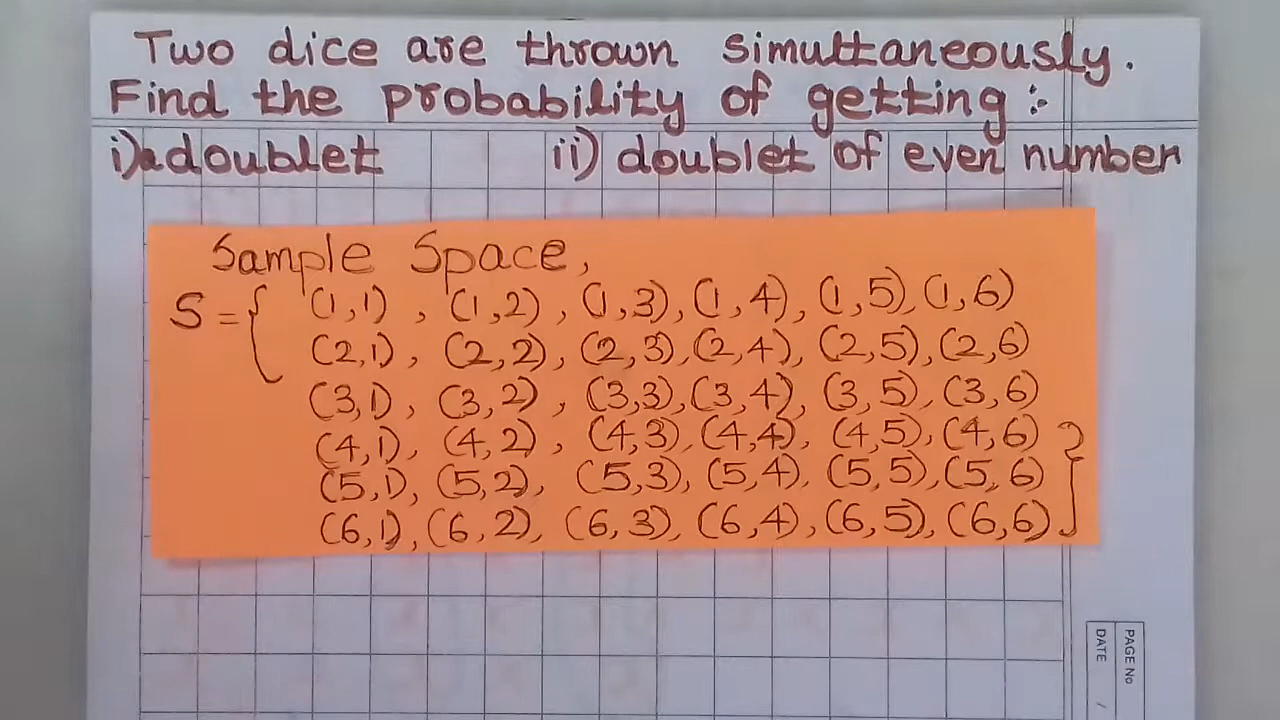 Two dice are thrown simultaneously.
Find the probability of getting :-
i) a doublet ii) doublet of even number
Sample Space,
S = { (1,1) , (1,2) , (1,3), (1,4), (1,5), (1,6)
(2,1), (2,2), (2,3), (2,4), (2,5), (2,6)
(3,1), (3,2) , (3,3), (3,4), (3,5), (3,6)
(4,1), (4,2) , (4,3), (4,4), (4,5), (4,6)
(5,1), (5,2), (5,3), (5,4), (5,5), (5,6)
(6,1), (6,2), (6,3), (6,4), (6,5), (6,6) }
PAGE No
DATE /